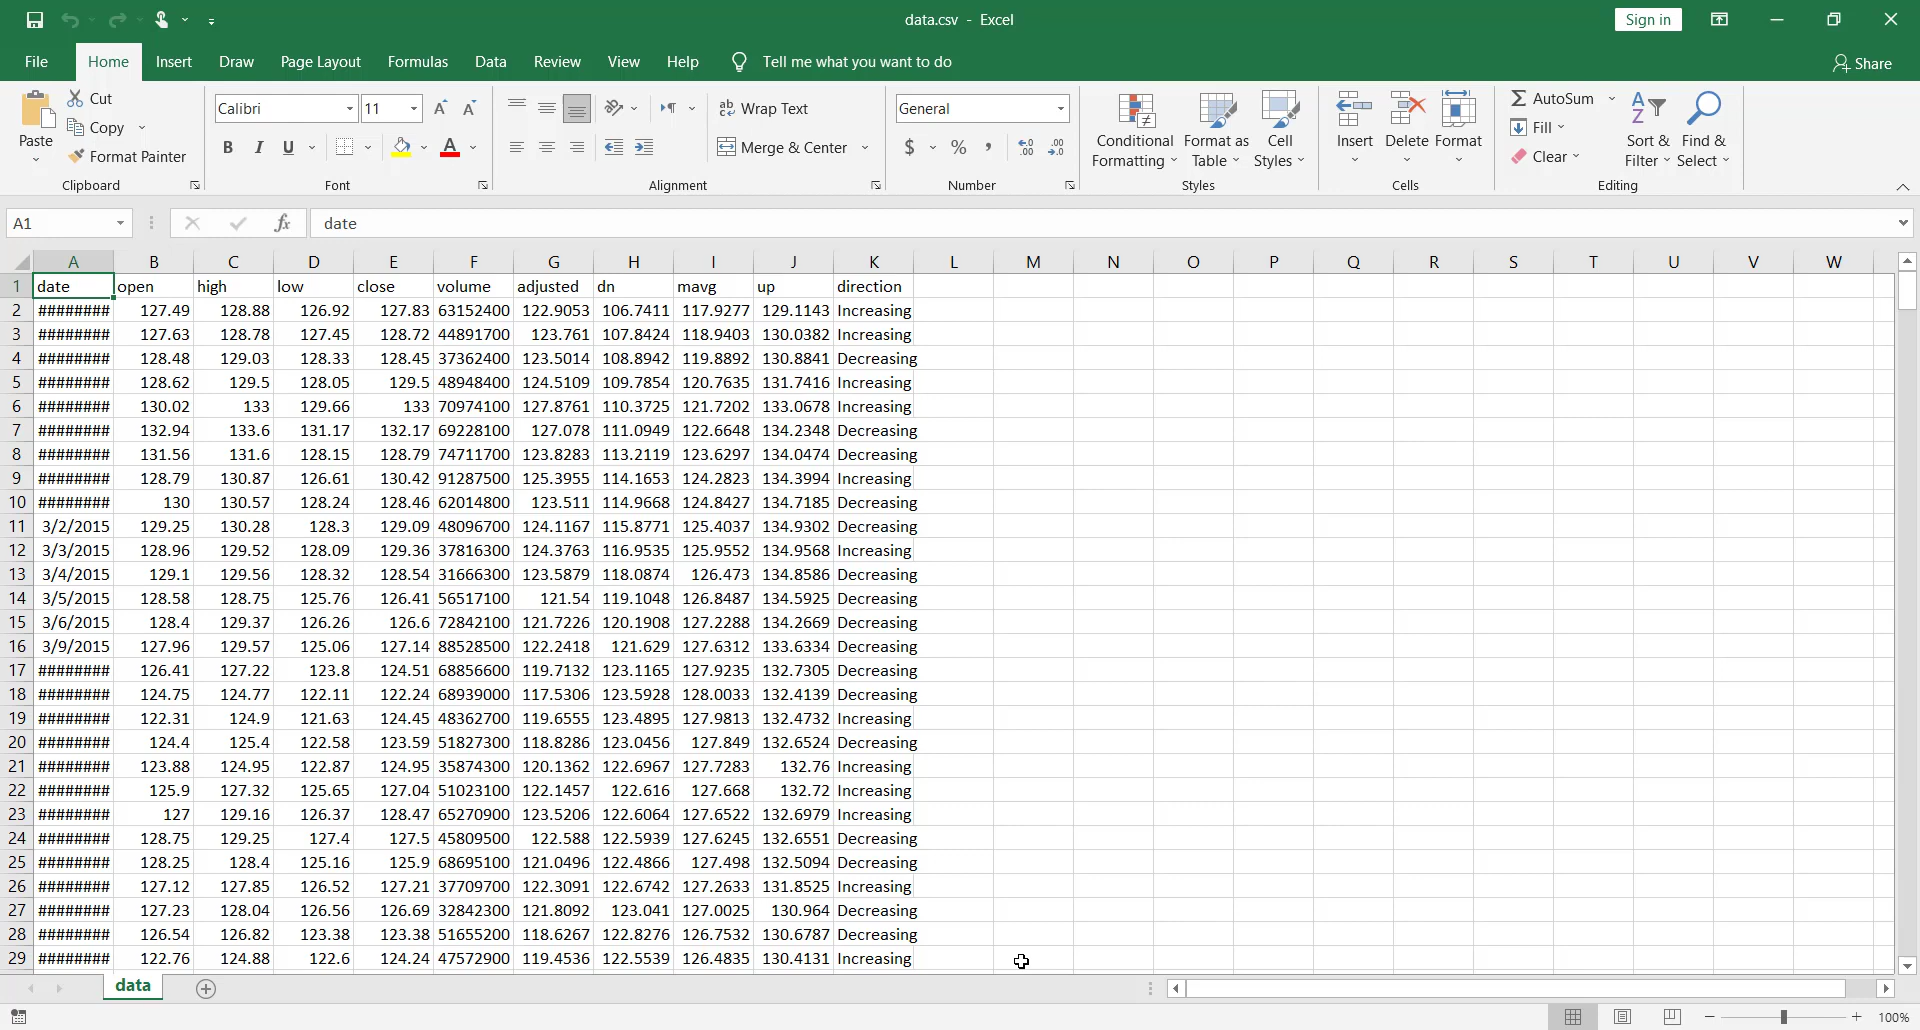 data.csv - Excel
Sign in
File Home Insert Draw Page Layout Formulas Data Review View Help Tell me what you want to do Share
Paste Cut Copy Format Painter Clipboard
Calibri 11 A A B I U A Font
ab Wrap Text Merge & Center Alignment
General $ % , Number
Conditional Formatting Format as Table Cell Styles Styles
Insert Delete Format Cells
AutoSum Fill Clear Sort & Filter Find & Select Editing
A1 fx date
A B C D E F G H I J K L M N O P Q R S T U V W
1 date open high low close volume adjusted dn mavg up direction
2 ######## 127.49 128.88 126.92 127.83 63152400 122.9053 106.7411 117.9277 129.1143 Increasing
3 ######## 127.63 128.78 127.45 128.72 44891700 123.761 107.8424 118.9403 130.0382 Increasing
4 ######## 128.48 129.03 128.33 128.45 37362400 123.5014 108.8942 119.8892 130.8841 Decreasing
5 ######## 128.62 129.5 128.05 129.5 48948400 124.5109 109.7854 120.7635 131.7416 Increasing
6 ######## 130.02 133 129.66 133 70974100 127.8761 110.3725 121.7202 133.0678 Increasing
7 ######## 132.94 133.6 131.17 132.17 69228100 127.078 111.0949 122.6648 134.2348 Decreasing
8 ######## 131.56 131.6 128.15 128.79 74711700 123.8283 113.2119 123.6297 134.0474 Decreasing
9 ######## 128.79 130.87 126.61 130.42 91287500 125.3955 114.1653 124.2823 134.3994 Increasing
10 ######## 130 130.57 128.24 128.46 62014800 123.511 114.9668 124.8427 134.7185 Decreasing
11 3/2/2015 129.25 130.28 128.3 129.09 48096700 124.1167 115.8771 125.4037 134.9302 Decreasing
12 3/3/2015 128.96 129.52 128.09 129.36 37816300 124.3763 116.9535 125.9552 134.9568 Increasing
13 3/4/2015 129.1 129.56 128.32 128.54 31666300 123.5879 118.0874 126.473 134.8586 Decreasing
14 3/5/2015 128.58 128.75 125.76 126.41 56517100 121.54 119.1048 126.8487 134.5925 Decreasing
15 3/6/2015 128.4 129.37 126.26 126.6 72842100 121.7226 120.1908 127.2288 134.2669 Decreasing
16 3/9/2015 127.96 129.57 125.06 127.14 88528500 122.2418 121.629 127.6312 133.6334 Decreasing
17 ######## 126.41 127.22 123.8 124.51 68856600 119.7132 123.1165 127.9235 132.7305 Decreasing
18 ######## 124.75 124.77 122.11 122.24 68939000 117.5306 123.5928 128.0033 132.4139 Decreasing
19 ######## 122.31 124.9 121.63 124.45 48362700 119.6555 123.4895 127.9813 132.4732 Increasing
20 ######## 124.4 125.4 122.58 123.59 51827300 118.8286 123.0456 127.849 132.6524 Decreasing
21 ######## 123.88 124.95 122.87 124.95 35874300 120.1362 122.6967 127.7283 132.76 Increasing
22 ######## 125.9 127.32 125.65 127.04 51023100 122.1457 122.616 127.668 132.72 Increasing
23 ######## 127 129.16 126.37 128.47 65270900 123.5206 122.6064 127.6522 132.6979 Increasing
24 ######## 128.75 129.25 127.4 127.5 45809500 122.588 122.5939 127.6245 132.6551 Decreasing
25 ######## 128.25 128.4 125.16 125.9 68695100 121.0496 122.4866 127.498 132.5094 Decreasing
26 ######## 127.12 127.85 126.52 127.21 37709700 122.3091 122.6742 127.2633 131.8525 Increasing
27 ######## 127.23 128.04 126.56 126.69 32842300 121.8092 123.041 127.0025 130.964 Decreasing
28 ######## 126.54 126.82 123.38 123.38 51655200 118.6267 122.8276 126.7532 130.6787 Decreasing
29 ######## 122.76 124.88 122.6 124.24 47572900 119.4536 122.5539 126.4835 130.4131 Increasing
data
100%